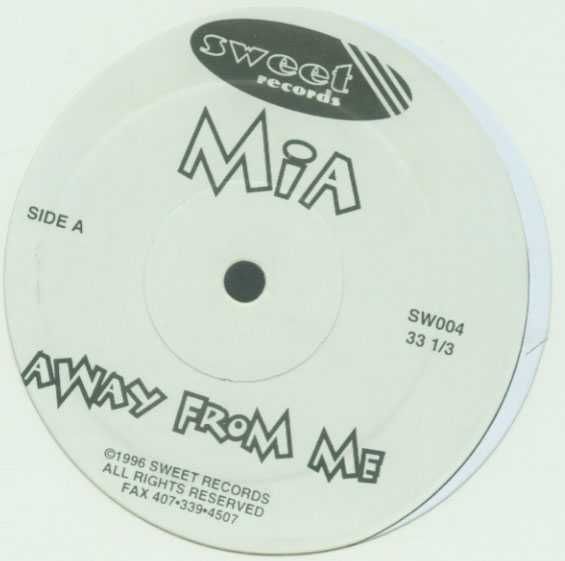 sweet
records
MiA
SIDE A
SW004
33 1/3
AWAY FROM ME
©1996 SWEET RECORDS
ALL RIGHTS RESERVED
FAX 407•339•4507